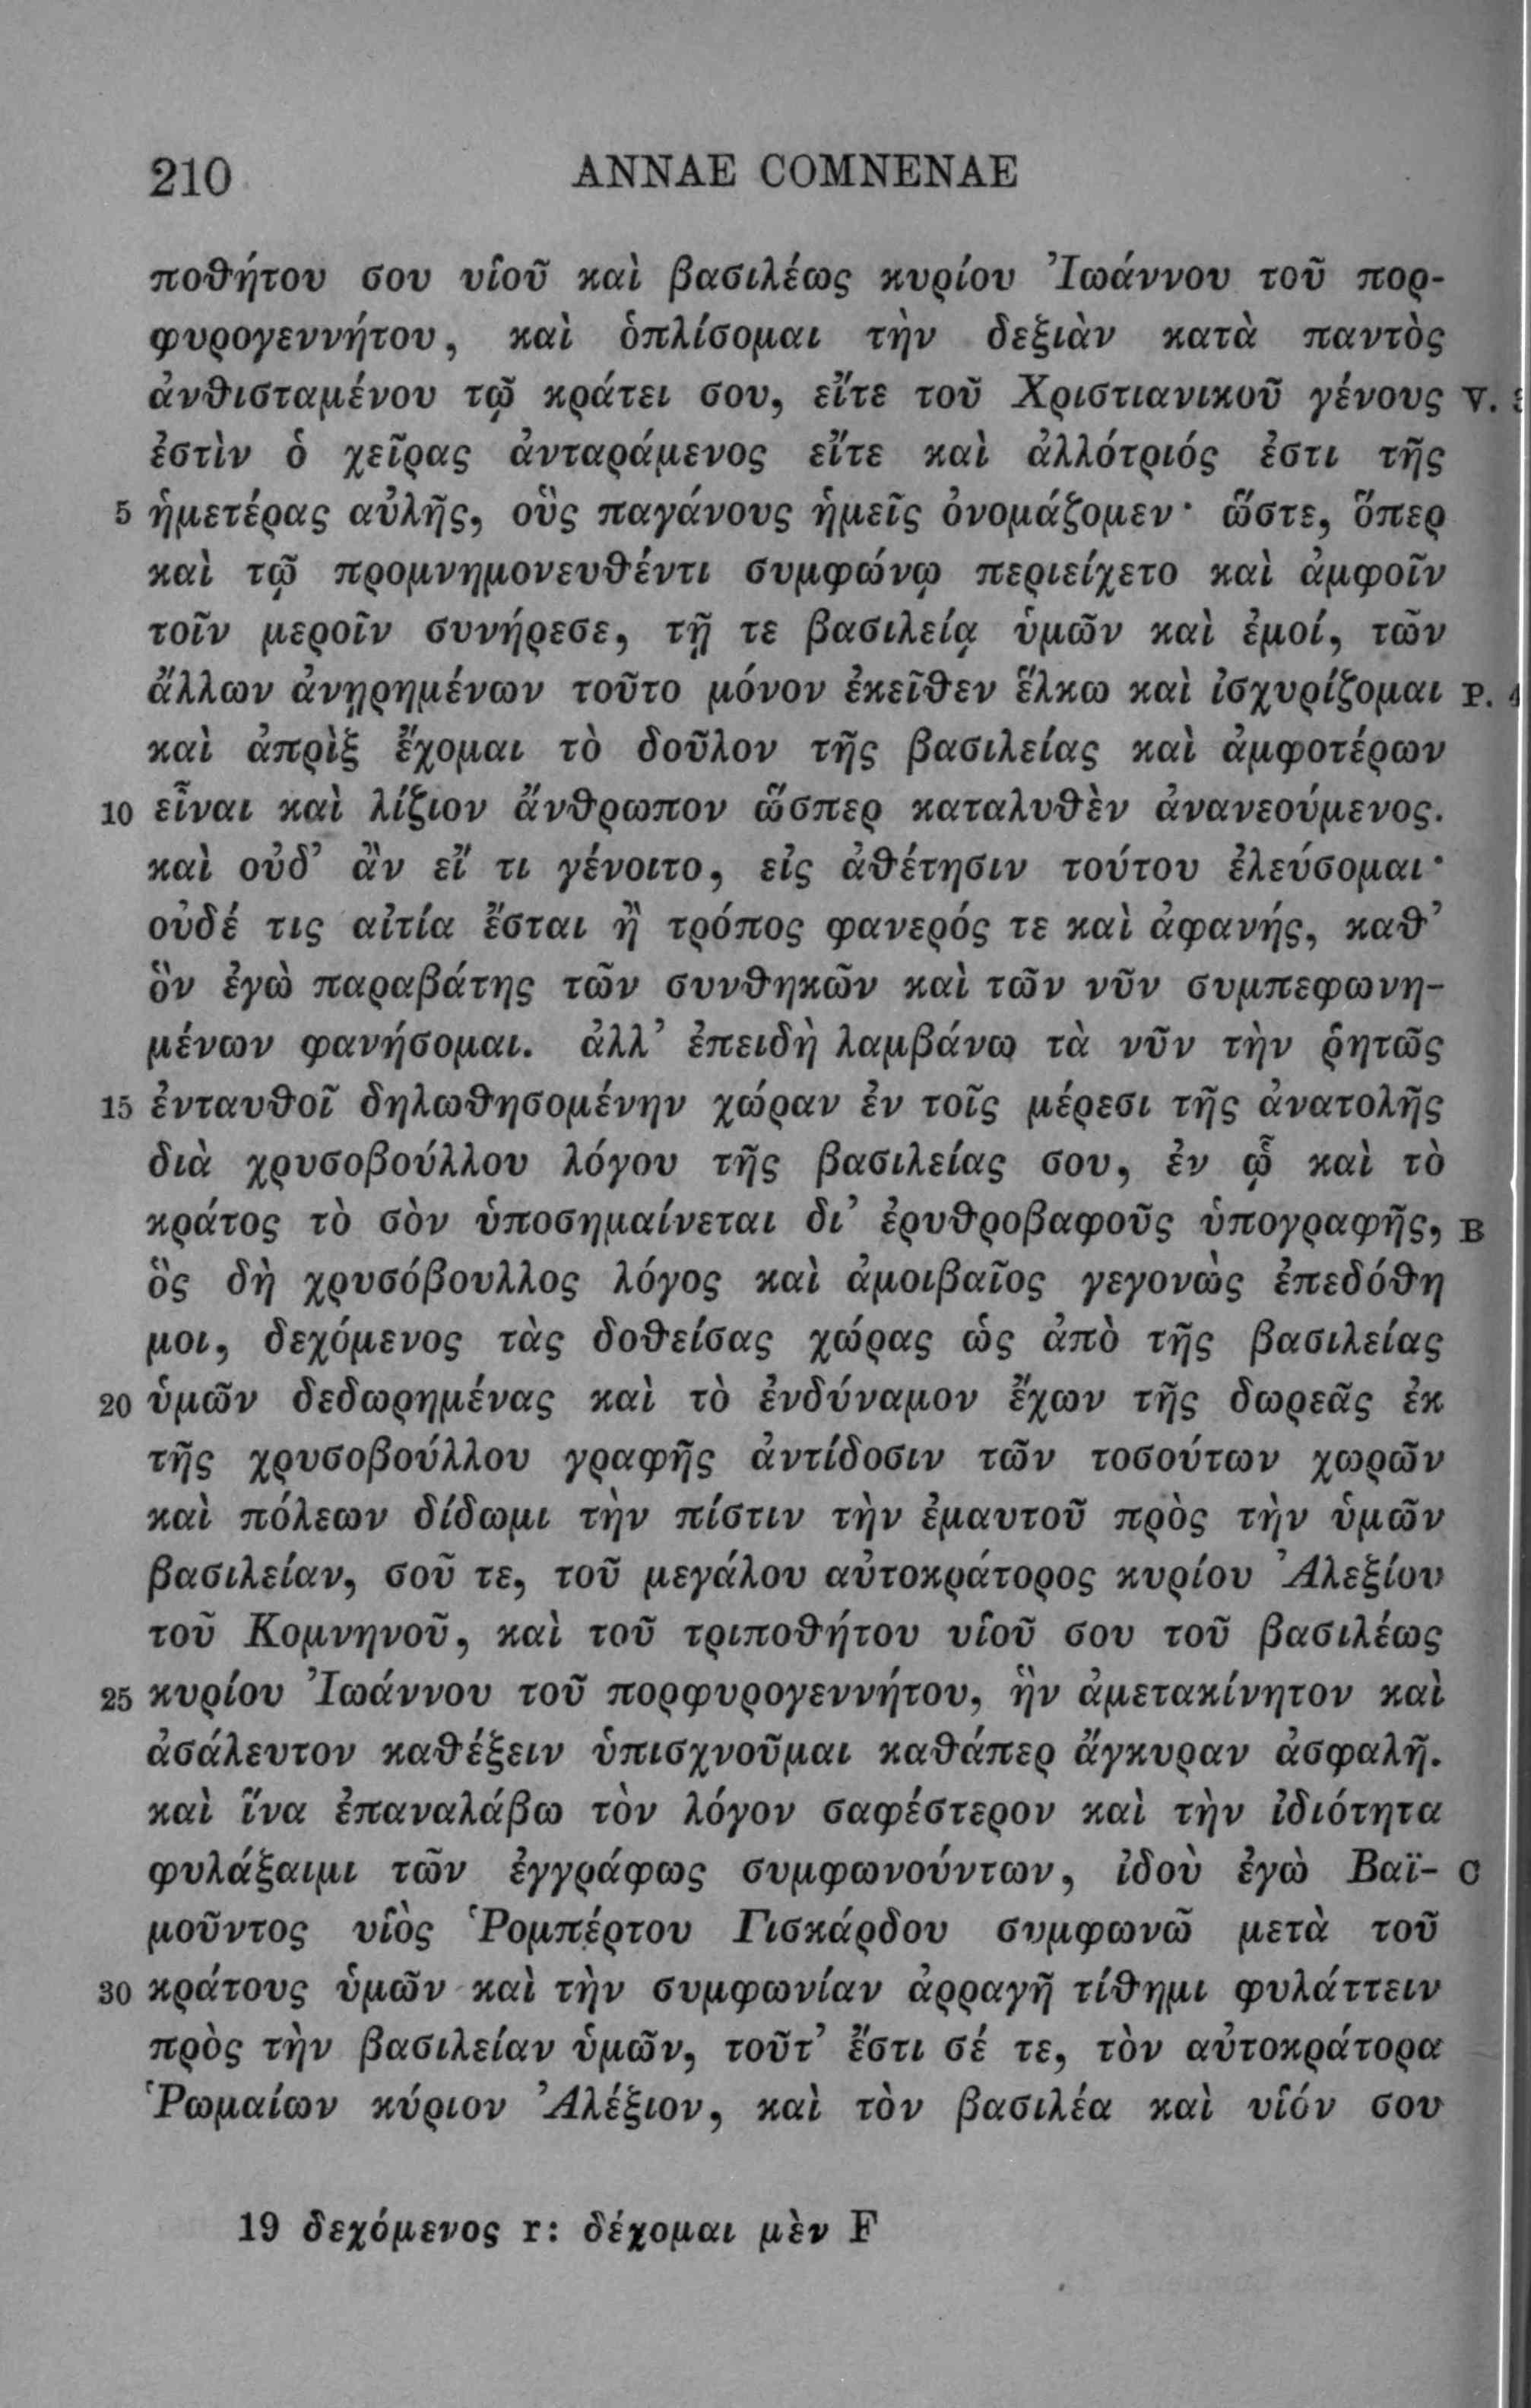 210 ANNAE COMNENAE
ποθήτου σου υἱοῦ καὶ βασιλέως κυρίου Ἰωάννου τοῦ πορ-
φυρογεννήτου, καὶ ὁπλίσομαι τὴν δεξιὰν κατὰ παντὸς
ἀνθισταμένου τῷ κράτει σου, εἴτε τοῦ Χριστιανικοῦ γένους V.
ἐστὶν ὁ χεῖρας ἀνταράμενος εἴτε καὶ ἀλλότριός ἐστι τῆς
5 ἡμετέρας αὐλῆς, οὓς παγάνους ἡμεῖς ὀνομάζομεν· ὥστε, ὅπερ
καὶ τῷ προμνημονευθέντι συμφώνῳ περιείχετο καὶ ἀμφοῖν
τοῖν μεροῖν συνήρεσε, τῇ τε βασιλείᾳ ὑμῶν καὶ ἐμοί, τῶν
ἄλλων ἀνῃρημένων τοῦτο μόνον ἐκεῖθεν ἕλκω καὶ ἰσχυρίζομαι P.
καὶ ἀπρὶξ ἔχομαι τὸ δοῦλον τῆς βασιλείας καὶ ἀμφοτέρων
10 εἶναι καὶ λίζιον ἄνθρωπον ὥσπερ καταλυθὲν ἀνανεούμενος.
καὶ οὐδ’ ἂν εἴ τι γένοιτο, εἰς ἀθέτησιν τούτου ἐλεύσομαι·
οὐδέ τις αἰτία ἔσται ἢ τρόπος φανερός τε καὶ ἀφανής, καθ’
ὃν ἐγὼ παραβάτης τῶν συνθηκῶν καὶ τῶν νῦν συμπεφωνη-
μένων φανήσομαι. ἀλλ’ ἐπειδὴ λαμβάνω τὰ νῦν τὴν ῥητῶς
15 ἐνταυθοῖ δηλωθησομένην χώραν ἐν τοῖς μέρεσι τῆς ἀνατολῆς
διὰ χρυσοβούλλου λόγου τῆς βασιλείας σου, ἐν ᾧ καὶ τὸ
κράτος τὸ σὸν ὑποσημαίνεται δι’ ἐρυθροβαφοῦς ὑπογραφῆς, B
ὃς δὴ χρυσόβουλλος λόγος καὶ ἀμοιβαῖος γεγονὼς ἐπεδόθη
μοι, δεχόμενος τὰς δοθείσας χώρας ὡς ἀπὸ τῆς βασιλείας
20 ὑμῶν δεδωρημένας καὶ τὸ ἐνδύναμον ἔχων τῆς δωρεᾶς ἐκ
τῆς χρυσοβούλλου γραφῆς ἀντίδοσιν τῶν τοσούτων χωρῶν
καὶ πόλεων δίδωμι τὴν πίστιν τὴν ἐμαυτοῦ πρὸς τὴν ὑμῶν
βασιλείαν, σοῦ τε, τοῦ μεγάλου αὐτοκράτορος κυρίου Ἀλεξίου
τοῦ Κομνηνοῦ, καὶ τοῦ τριποθήτου υἱοῦ σου τοῦ βασιλέως
25 κυρίου Ἰωάννου τοῦ πορφυρογεννήτου, ἣν ἀμετακίνητον καὶ
ἀσάλευτον καθέξειν ὑπισχνοῦμαι καθάπερ ἄγκυραν ἀσφαλῆ.
καὶ ἵνα ἐπαναλάβω τὸν λόγον σαφέστερον καὶ τὴν ἰδιότητα
φυλάξαιμι τῶν ἐγγράφως συμφωνούντων, ἰδοὺ ἐγὼ Βαϊ- C
μοῦντος υἱὸς Ῥομπέρτου Γισκάρδου συμφωνῶ μετὰ τοῦ
30 κράτους ὑμῶν καὶ τὴν συμφωνίαν ἀρραγῆ τίθημι φυλάττειν
πρὸς τὴν βασιλείαν ὑμῶν, τοῦτ’ ἔστι σέ τε, τὸν αὐτοκράτορα
Ῥωμαίων κύριον Ἀλέξιον, καὶ τὸν βασιλέα καὶ υἱόν σου
19 δεχόμενος r: δέχομαι μὲν F